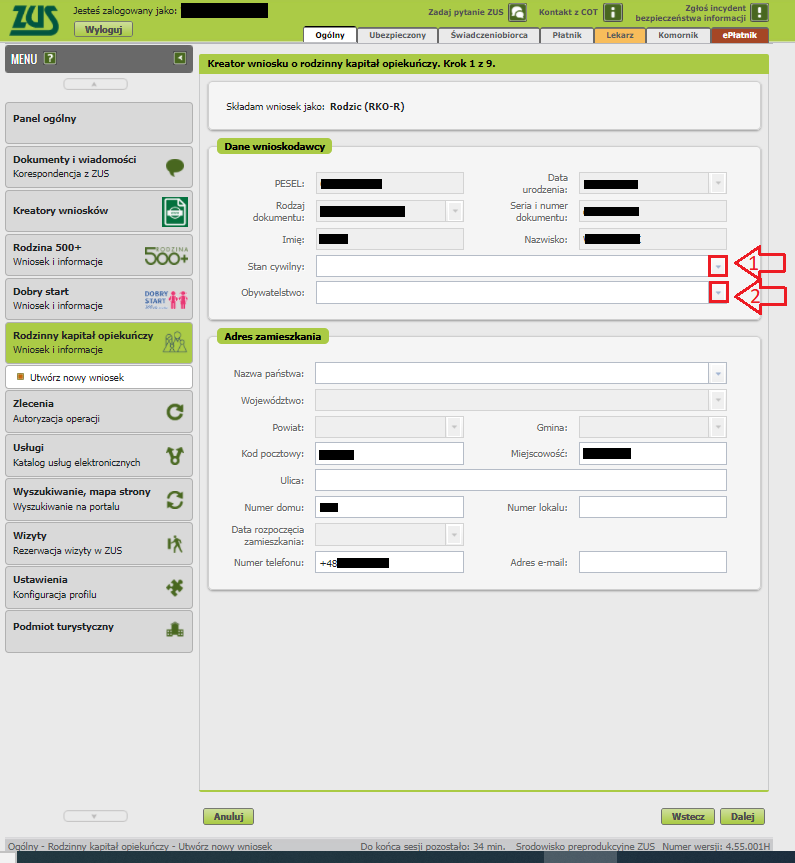 ZUS
Jesteś zalogowany jako:
Wyloguj
Zadaj pytanie ZUS
Kontakt z COT
Zgłoś incydent
bezpieczeństwa informacji
Ogólny
Ubezpieczony
Świadczeniobiorca
Płatnik
Lekarz
Komornik
ePłatnik
MENU ?
Panel ogólny
Dokumenty i wiadomości
Korespondencja z ZUS
Kreatory wniosków
Rodzina 500+
Wniosek i informacje
RODZINA
500+
Dobry start
Wniosek i informacje
DOBRY
START
Rodzinny kapitał opiekuńczy
Wniosek i informacje
Utwórz nowy wniosek
Zlecenia
Autoryzacja operacji
Usługi
Katalog usług elektronicznych
Wyszukiwanie, mapa strony
Wyszukiwanie na portalu
Wizyty
Rezerwacja wizyty w ZUS
Ustawienia
Konfiguracja profilu
Podmiot turystyczny
Kreator wniosku o rodzinny kapitał opiekuńczy. Krok 1 z 9.
Składam wniosek jako: Rodzic (RKO-R)
Dane wnioskodawcy
PESEL:
Data
urodzenia:
Rodzaj
dokumentu:
Seria i numer
dokumentu:
Imię:
Nazwisko:
Stan cywilny:
1
Obywatelstwo:
2
Adres zamieszkania
Nazwa państwa:
Województwo:
Powiat:
Gmina:
Kod pocztowy:
Miejscowość:
Ulica:
Numer domu:
Numer lokalu:
Data rozpoczęcia
zamieszkania:
Numer telefonu: +48
Adres e-mail:
Anuluj
Wstecz
Dalej
Ogólny - Rodzinny kapitał opiekuńczy - Utwórz nowy wniosek
Do końca sesji pozostało: 34 min.
Środowisko preprodukcyjne ZUS
Numer wersji: 4.55.001H